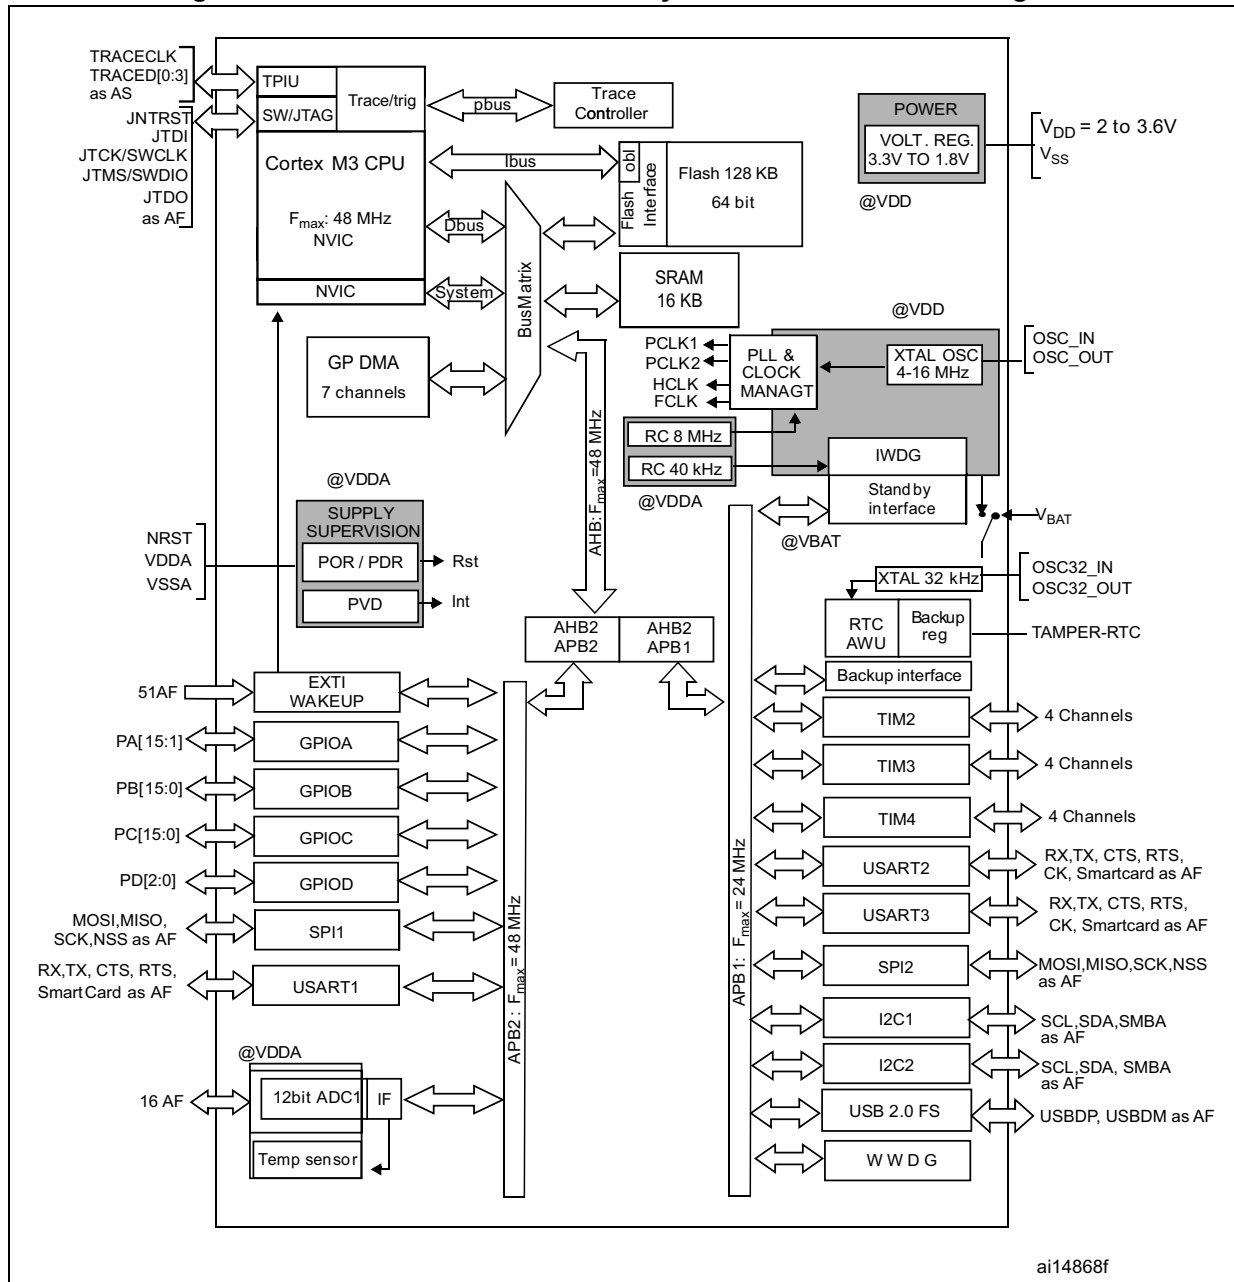 TRACECLK
TRACED[0:3]
as AS
JNTRST
JTDI
JTCK/SWCLK
JTMS/SWDIO
JTDO
as AF
TPIU
SW/JTAG
Trace/trig
pbus
Trace
Controller
Cortex M3 CPU
Fmax: 48 MHz
NVIC
NVIC
Ibus
Dbus
System
BusMatrix
Flash obl
Interface
Flash 128 KB
64 bit
SRAM
16 KB
POWER
VOLT. REG.
3.3V TO 1.8V
@VDD
VDD = 2 to 3.6V
VSS
GP DMA
7 channels
@VDD
PCLK1
PCLK2
HCLK
FCLK
PLL &
CLOCK
MANAGT
XTAL OSC
4-16 MHz
OSC_IN
OSC_OUT
RC 8 MHz
RC 40 kHz
@VDDA
IWDG
Standby
interface
@VBAT
VBAT
AHB: Fmax=48 MHz
@VDDA
SUPPLY
SUPERVISION
POR / PDR
PVD
Rst
Int
NRST
VDDA
VSSA
XTAL 32 kHz
OSC32_IN
OSC32_OUT
RTC
AWU
Backup
reg
TAMPER-RTC
Backup interface
AHB2
APB2
AHB2
APB1
51AF
EXTI
WAKEUP
PA[15:1]
GPIOA
PB[15:0]
GPIOB
PC[15:0]
GPIOC
PD[2:0]
GPIOD
MOSI,MISO,
SCK,NSS as AF
SPI1
RX,TX, CTS, RTS,
SmartCard as AF
USART1
@VDDA
16 AF
12bit ADC1
IF
Temp sensor
APB2 : Fmax = 48 MHz
APB1 : Fmax = 24 MHz
TIM2
4 Channels
TIM3
4 Channels
TIM4
4 Channels
USART2
RX,TX, CTS, RTS,
CK, Smartcard as AF
USART3
RX,TX, CTS, RTS,
CK, Smartcard as AF
SPI2
MOSI,MISO,SCK,NSS
as AF
I2C1
SCL,SDA,SMBA
as AF
I2C2
SCL,SDA, SMBA
as AF
USB 2.0 FS
USBDP, USBDM as AF
W W D G
ai14868f